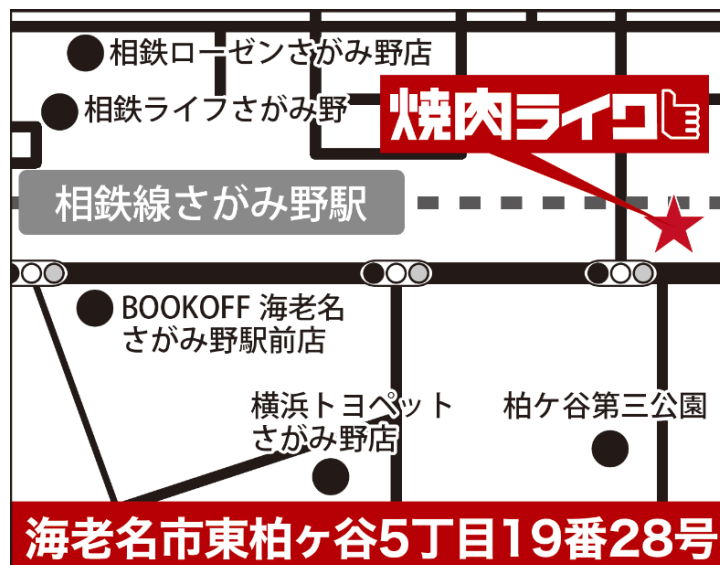 相鉄ローゼンさがみ野店
相鉄ライフさがみ野
焼肉ライク
相鉄線さがみ野駅
BOOKOFF 海老名
さがみ野駅前店
横浜トヨペット
さがみ野店
柏ケ谷第三公園
海老名市東柏ヶ谷5丁目19番28号